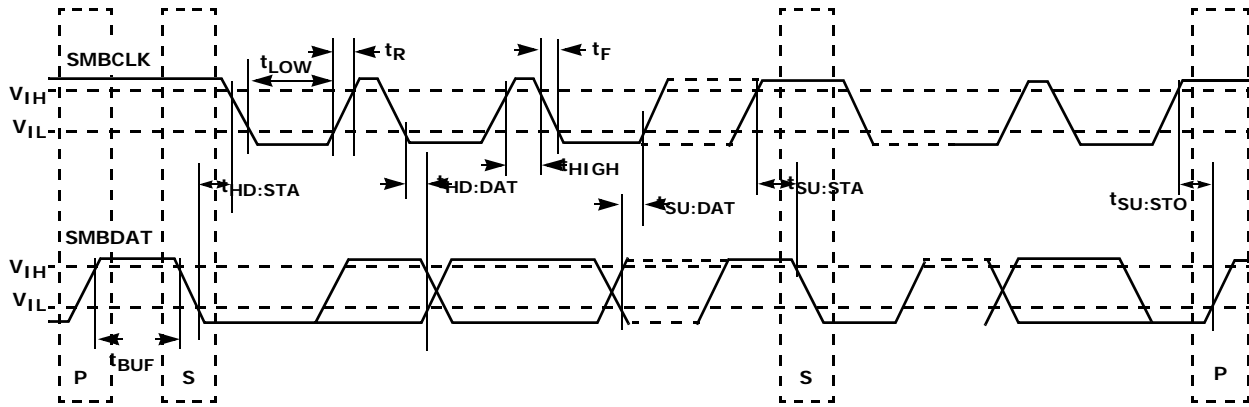 SMBCLK
tLOW
tR
tF
VIH
VIL
tHD:STA
tHD:DAT
tHIGH
tSU:DAT
tSU:STA
tSU:STO
SMBDAT
VIH
VIL
tBUF
P
S
S
P